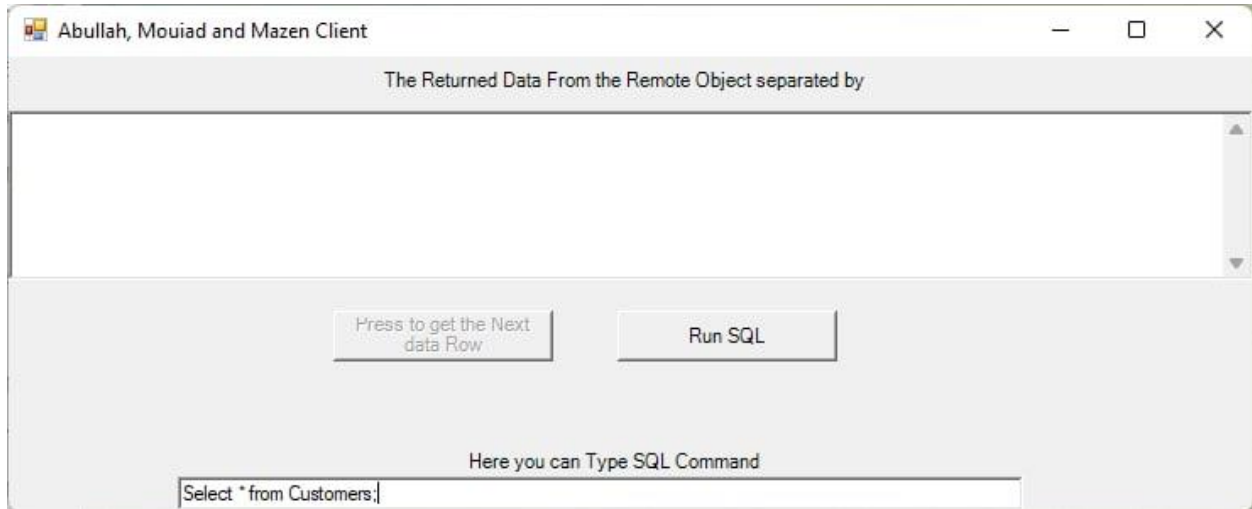 Abullah, Mouiad and Mazen Client
The Returned Data From the Remote Object separated by
Press to get the Next
data Row
Run SQL
Here you can Type SQL Command
Select * from Customers;